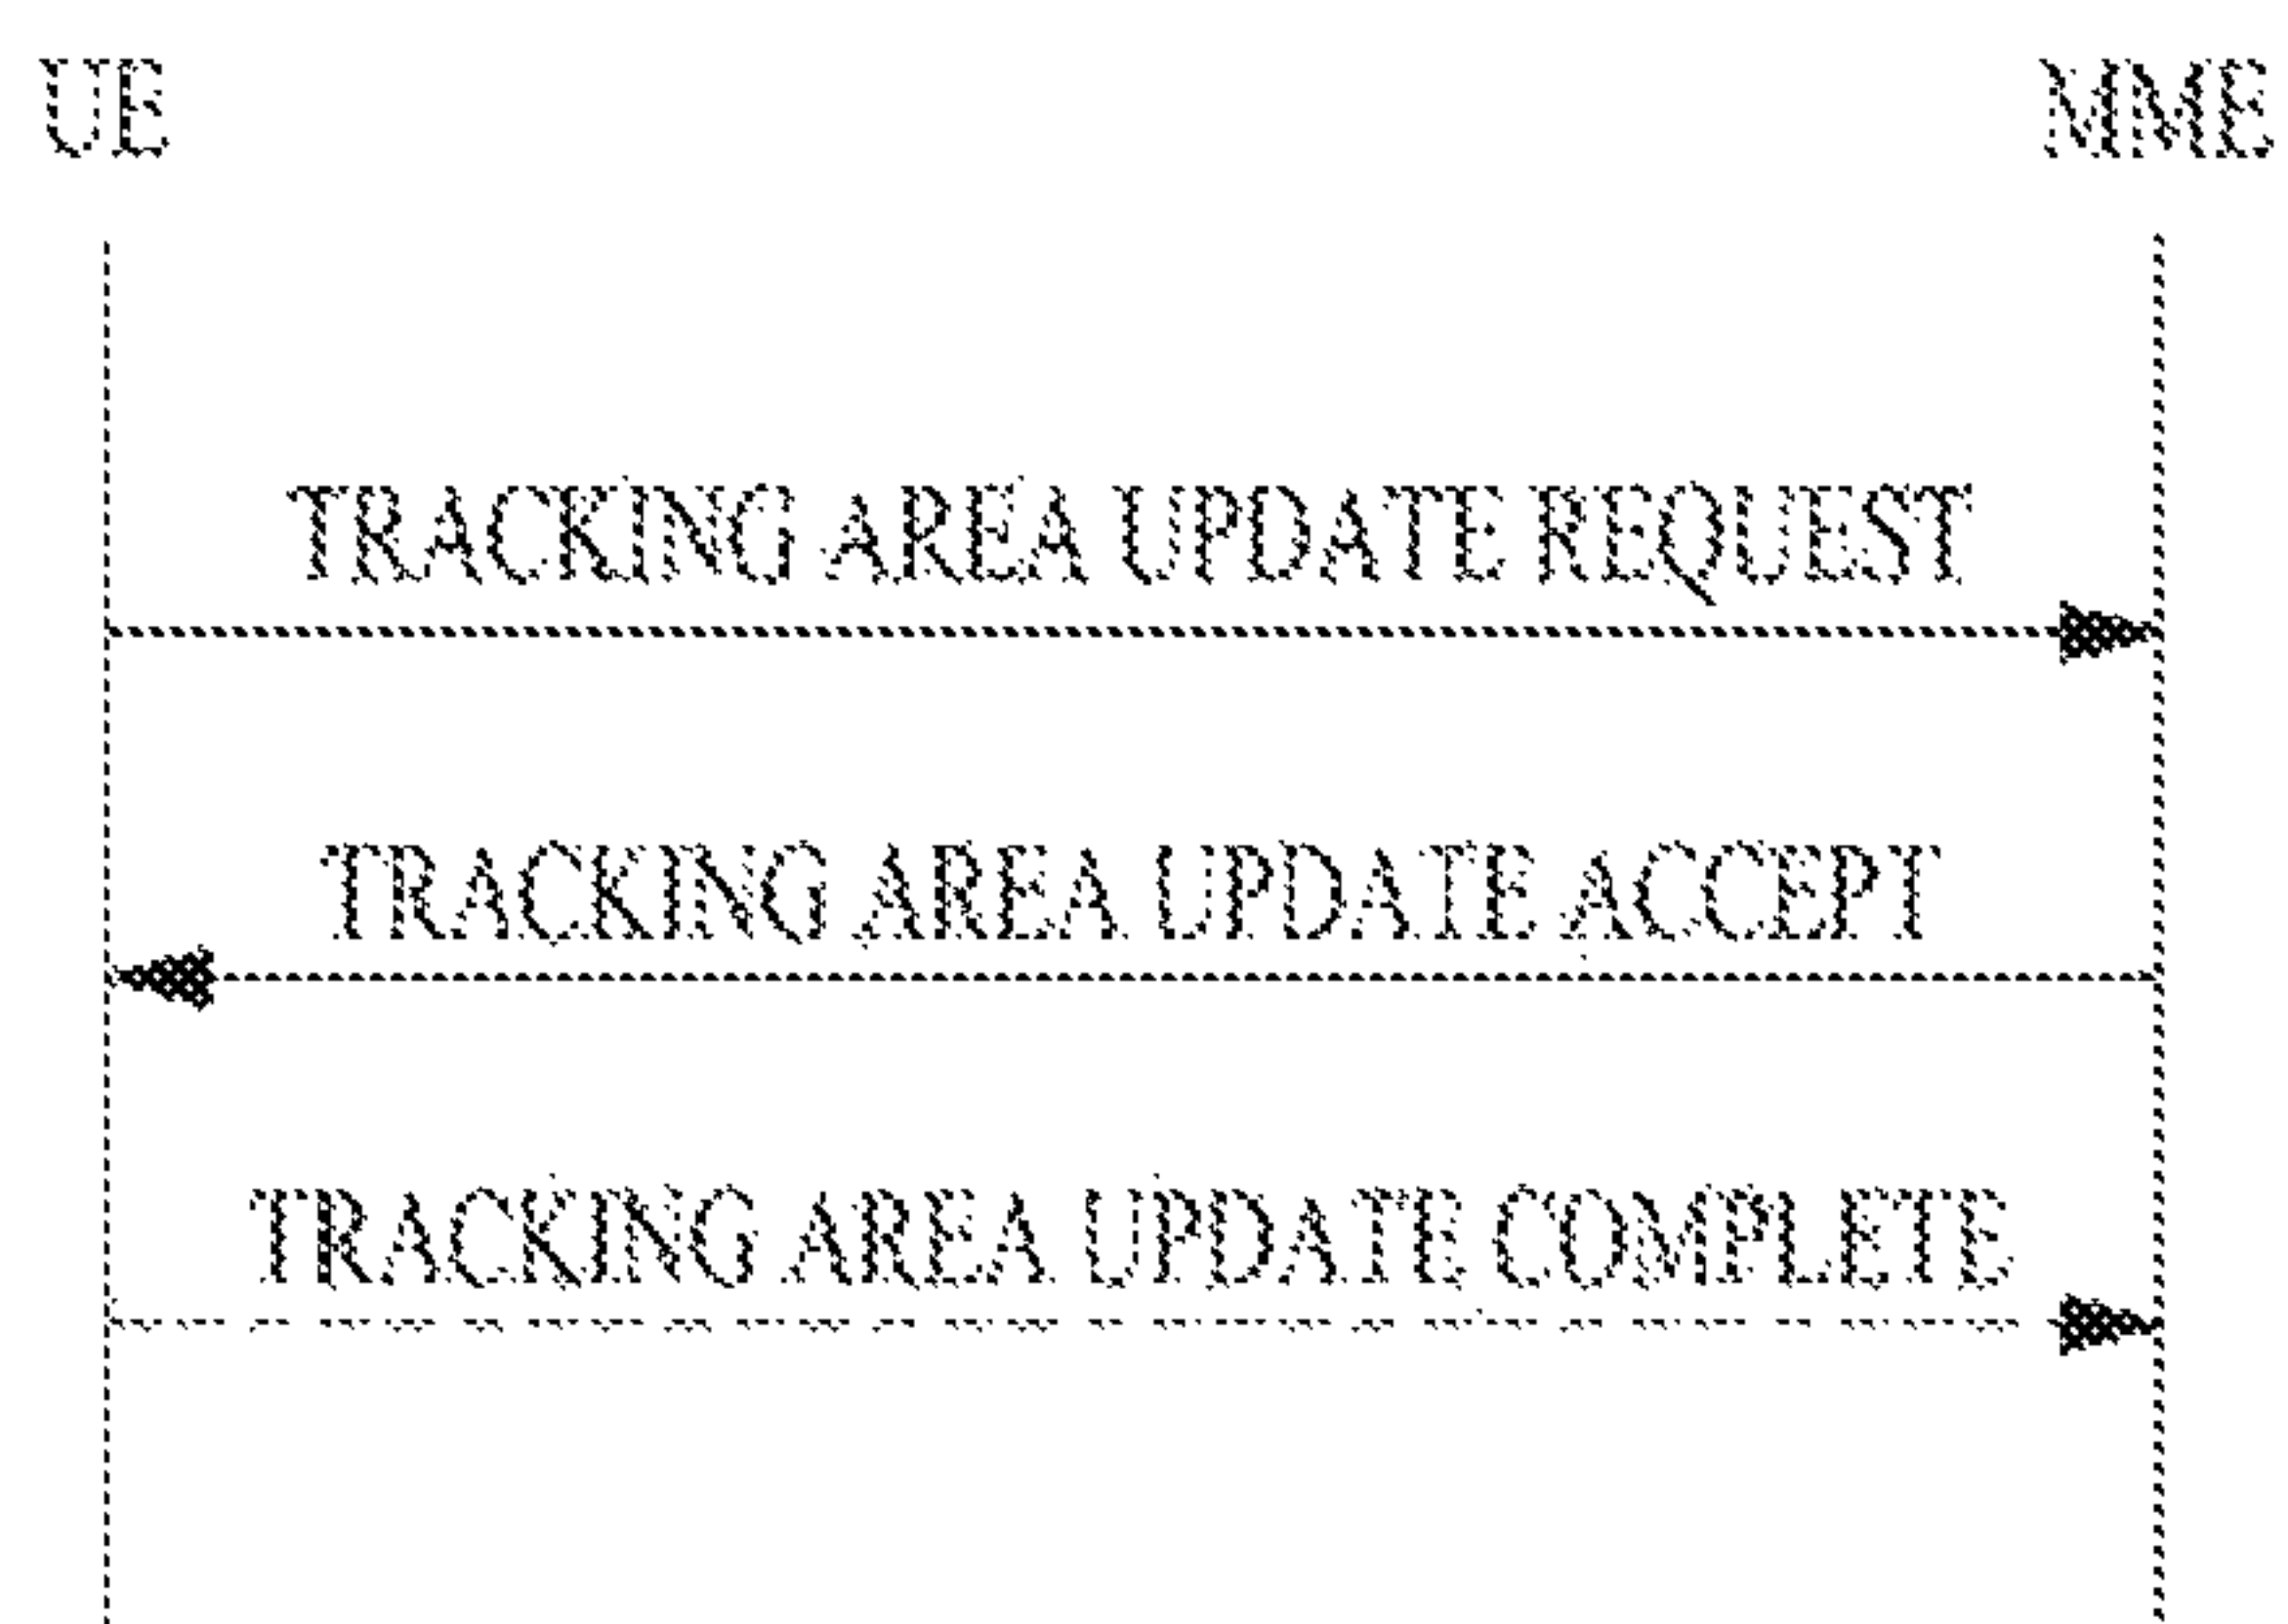 UE MME
TRACKING AREA UPDATE REQUEST
TRACKING AREA UPDATE ACCEPT
TRACKING AREA UPDATE COMPLETE